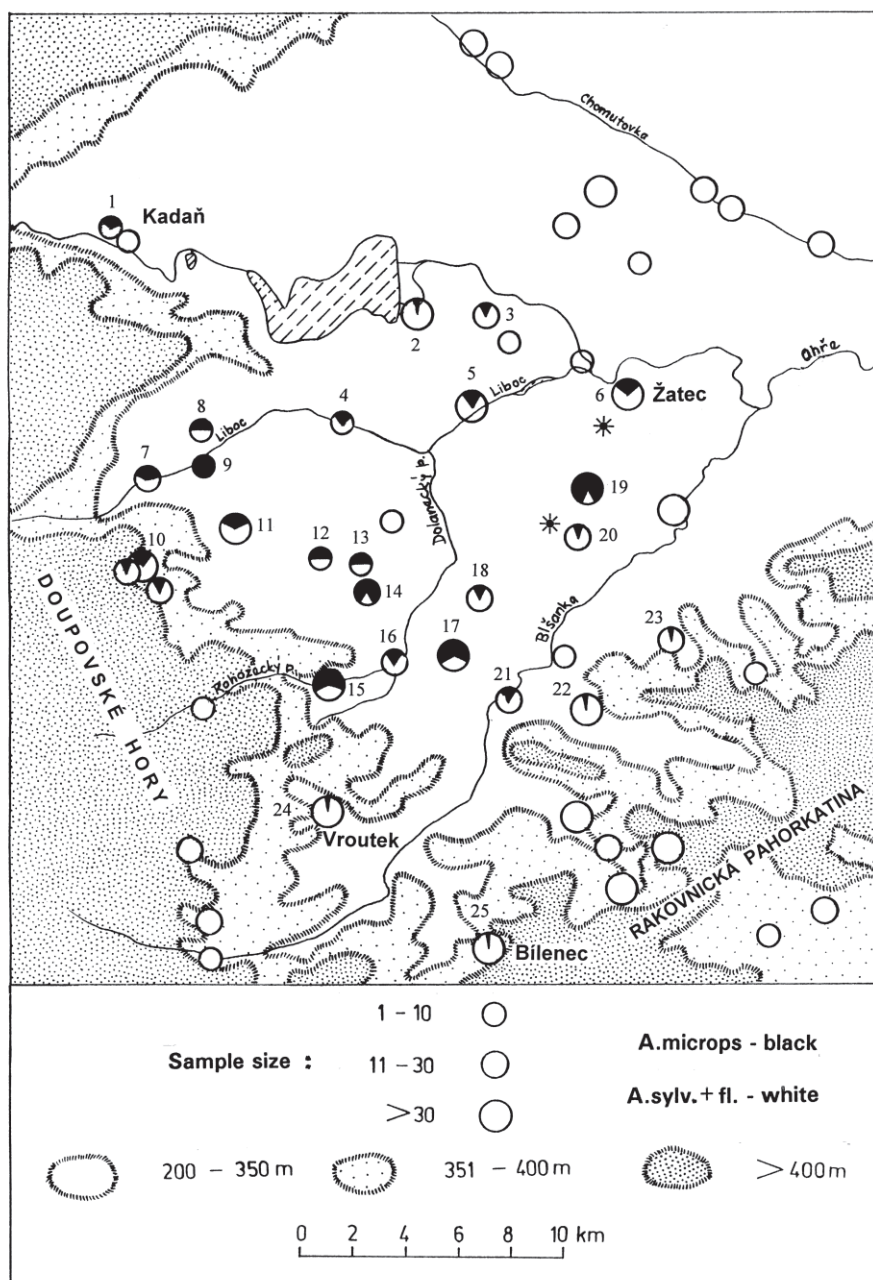 Chomutovka
1
Kadaň
2
3
Ohře
5
Liboc
6
Žatec
4
8
Liboc
7
9
19
Dolanecký p.
11
20
10
12
13
14
18
Blšanka
23
16
17
DOUPOVSKÉ HORY
15
21
22
24
Vroutek
RAKOVNICKÁ PAHORKATINA
25
Bílenec
1 – 10
A.microps - black
Sample size :
11 – 30
A.sylv.+ fl. - white
>30
200 – 350 m
351 – 400 m
> 400 m
0 2 4 6 8 10 km